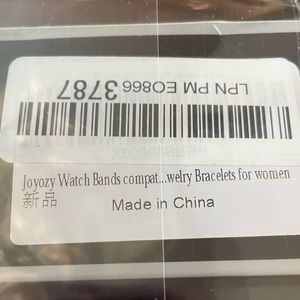 LPN PM EO866 3787
Joyozy Watch Bands compat...welry Bracelets for women
新品
Made in China